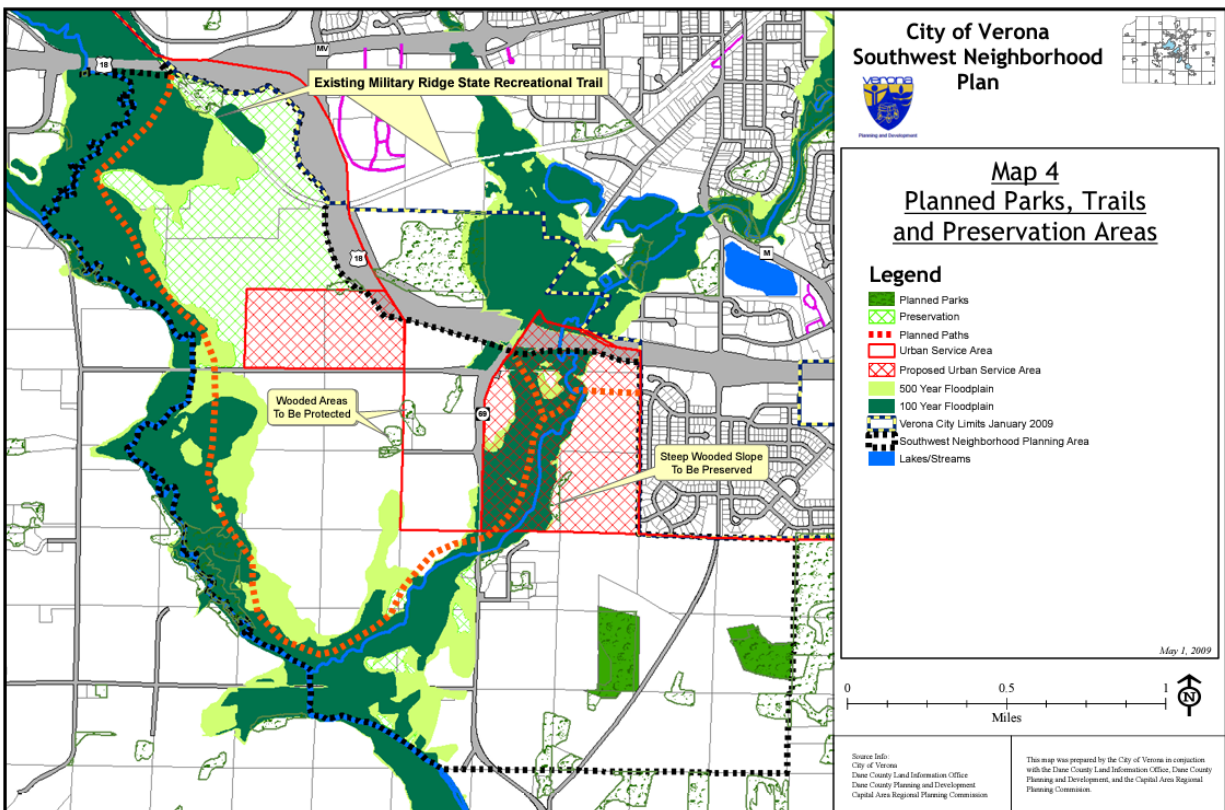 City of Verona
Southwest Neighborhood
Plan
verona
Planning and Development
Map 4
Planned Parks, Trails
and Preservation Areas
Legend
Planned Parks
Preservation
Planned Paths
Urban Service Area
Proposed Urban Service Area
500 Year Floodplain
100 Year Floodplain
Verona City Limits January 2009
Southwest Neighborhood Planning Area
Lakes/Streams
May 1, 2009
0 0.5 1
Miles
N
Source Info:
City of Verona
Dane County Land Information Office
Dane County Planning and Development
Capital Area Regional Planning Commission
This map was prepared by the City of Verona in conjunction
with the Dane County Land Information Office, Dane County
Planning and Development, and the Capital Area Regional
Planning Commission.
MV
18
Existing Military Ridge State Recreational Trail
M
18
Wooded Areas
To Be Protected
69
Steep Wooded Slope
To Be Preserved